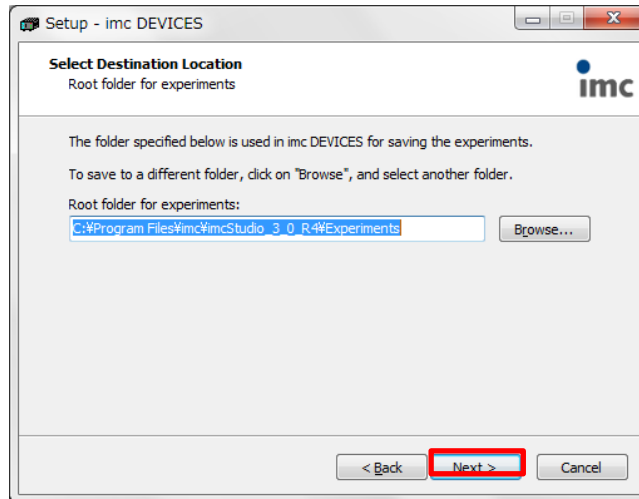 Setup - imc DEVICES
Select Destination Location
Root folder for experiments
imc
The folder specified below is used in imc DEVICES for saving the experiments.
To save to a different folder, click on "Browse", and select another folder.
Root folder for experiments:
C:¥Program Files¥imc¥imcStudio_3_0_R4¥Experiments
Browse...
< Back
Next >
Cancel